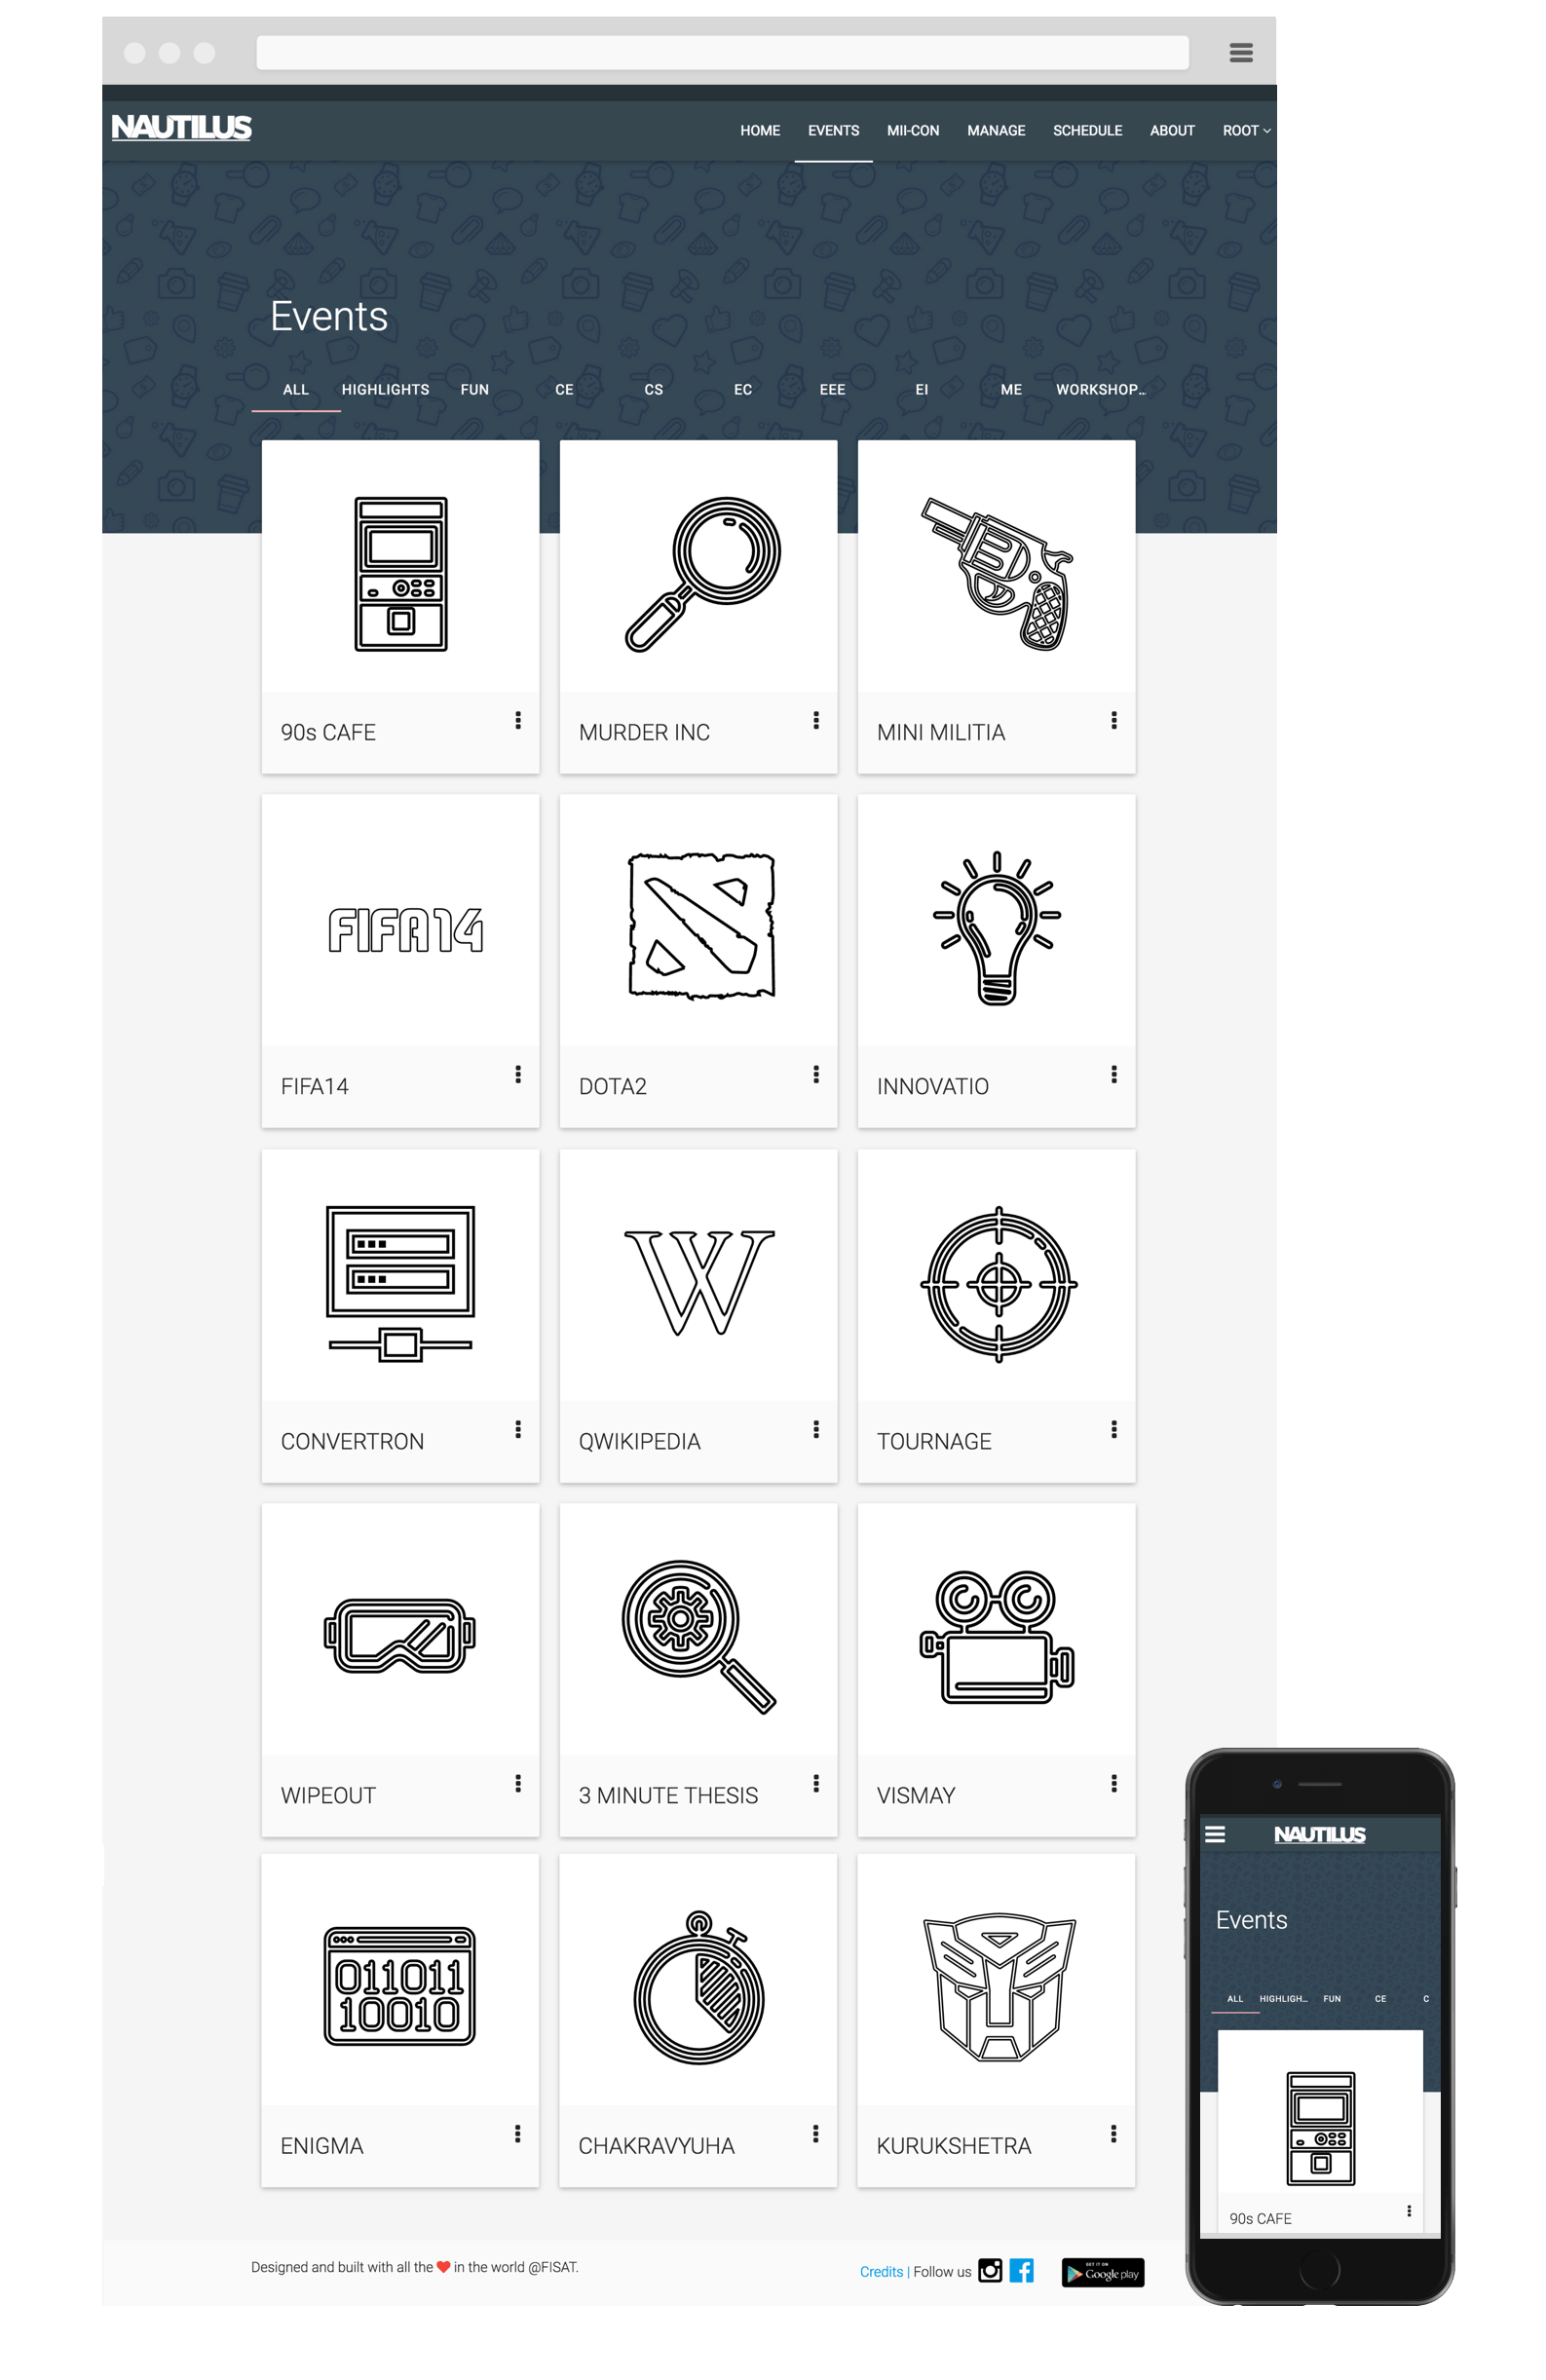 NAUTILUS
HOME EVENTS MII-CON MANAGE SCHEDULE ABOUT ROOT
Events
ALL HIGHLIGHTS FUN CE CS EC EEE EI ME WORKSHOP...
90s CAFE
MURDER INC
MINI MILITIA
FIFA14
FIFA14
DOTA2
INNOVATIO
W
CONVERTRON
QWIKIPEDIA
TOURNAGE
WIPEOUT
3 MINUTE THESIS
VISMAY
011011
10010
ENIGMA
CHAKRAVYUHA
KURUKSHETRA
Designed and built with all the ❤ in the world @FISAT.
Credits | Follow us
GET IT ON
Google play
NAUTILUS
Events
ALL HIGHLIGH... FUN CE C
90s CAFE